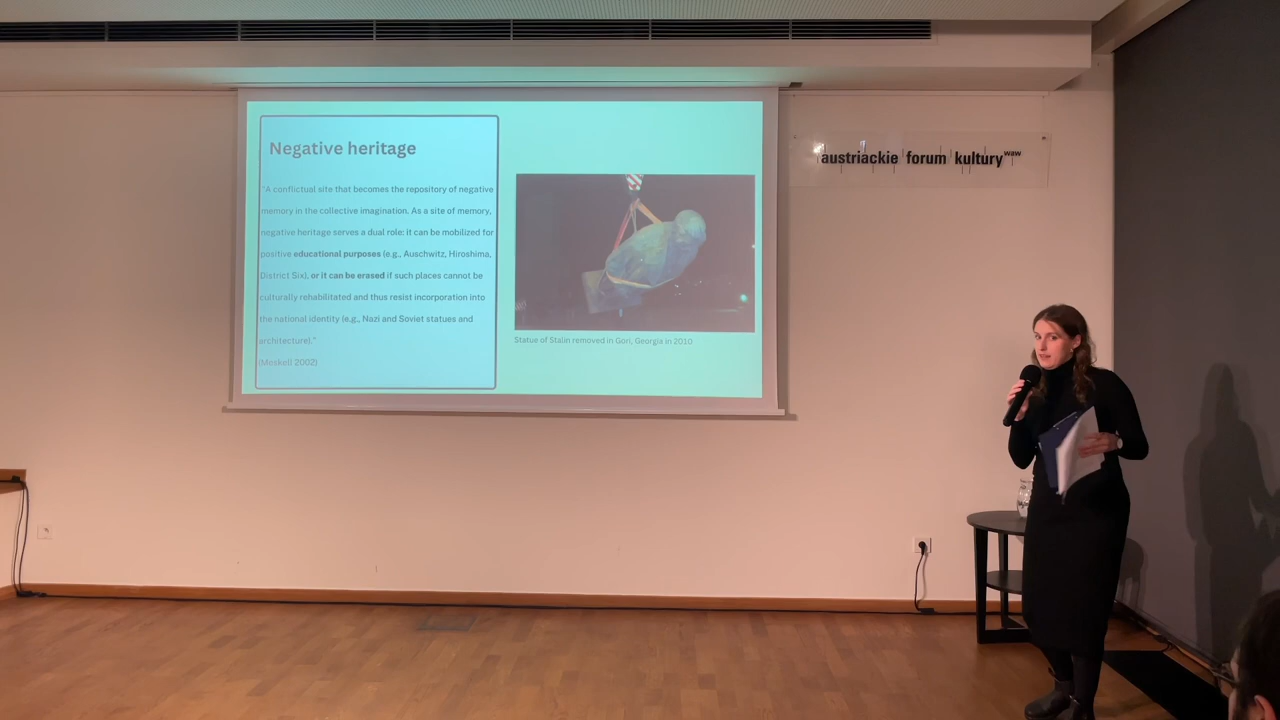 Negative heritage
"A conflictual site that becomes the repository of negative
memory in the collective imagination. As a site of memory,
negative heritage serves a dual role: it can be mobilized for
positive educational purposes (e.g., Auschwitz, Hiroshima,
District Six), or it can be erased if such places cannot be
culturally rehabilitated and thus resist incorporation into
the national identity (e.g., Nazi and Soviet statues and
architecture)."
(Meskell 2002)
Statue of Stalin removed in Gori, Georgia in 2010
austriackie forum kultury waw